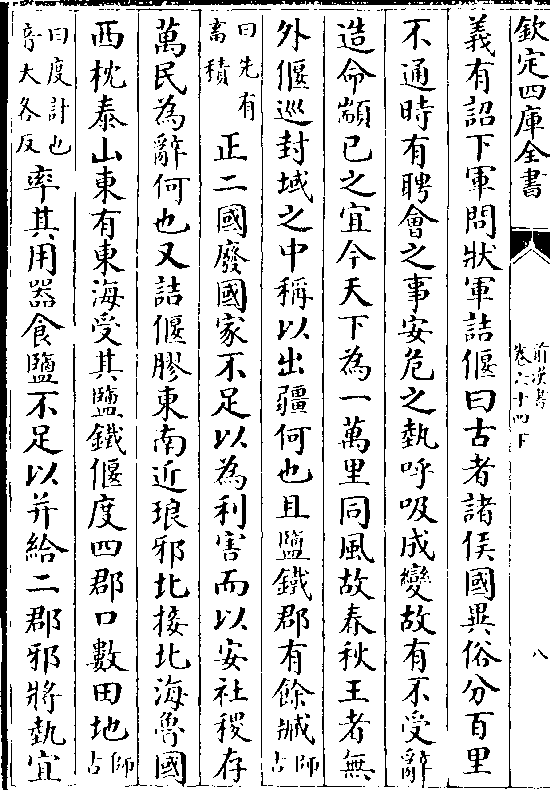 欽定四庫全書
前漢書
卷六十四下
八
義有詔下軍問狀軍詰偃曰古者諸侯國異俗分百里
不通時有聘會之事安危之埶呼吸成變故有不受辭
造命顓已之宜今天下為一萬里同風故春秋王者無
外偃巡封域之中稱以出疆何也且鹽鐵郡有餘臧師古
曰先有畜積正二國廢國家不足以為利害而以安社稷存
萬民為辭何也又詰偃膠東南近琅邪北接北海魯國
西枕泰山東有東海受其鹽鐵偃度四郡口數田地師古
曰度計也音大各反率其用器食鹽不足以并給二郡邪將埶宜